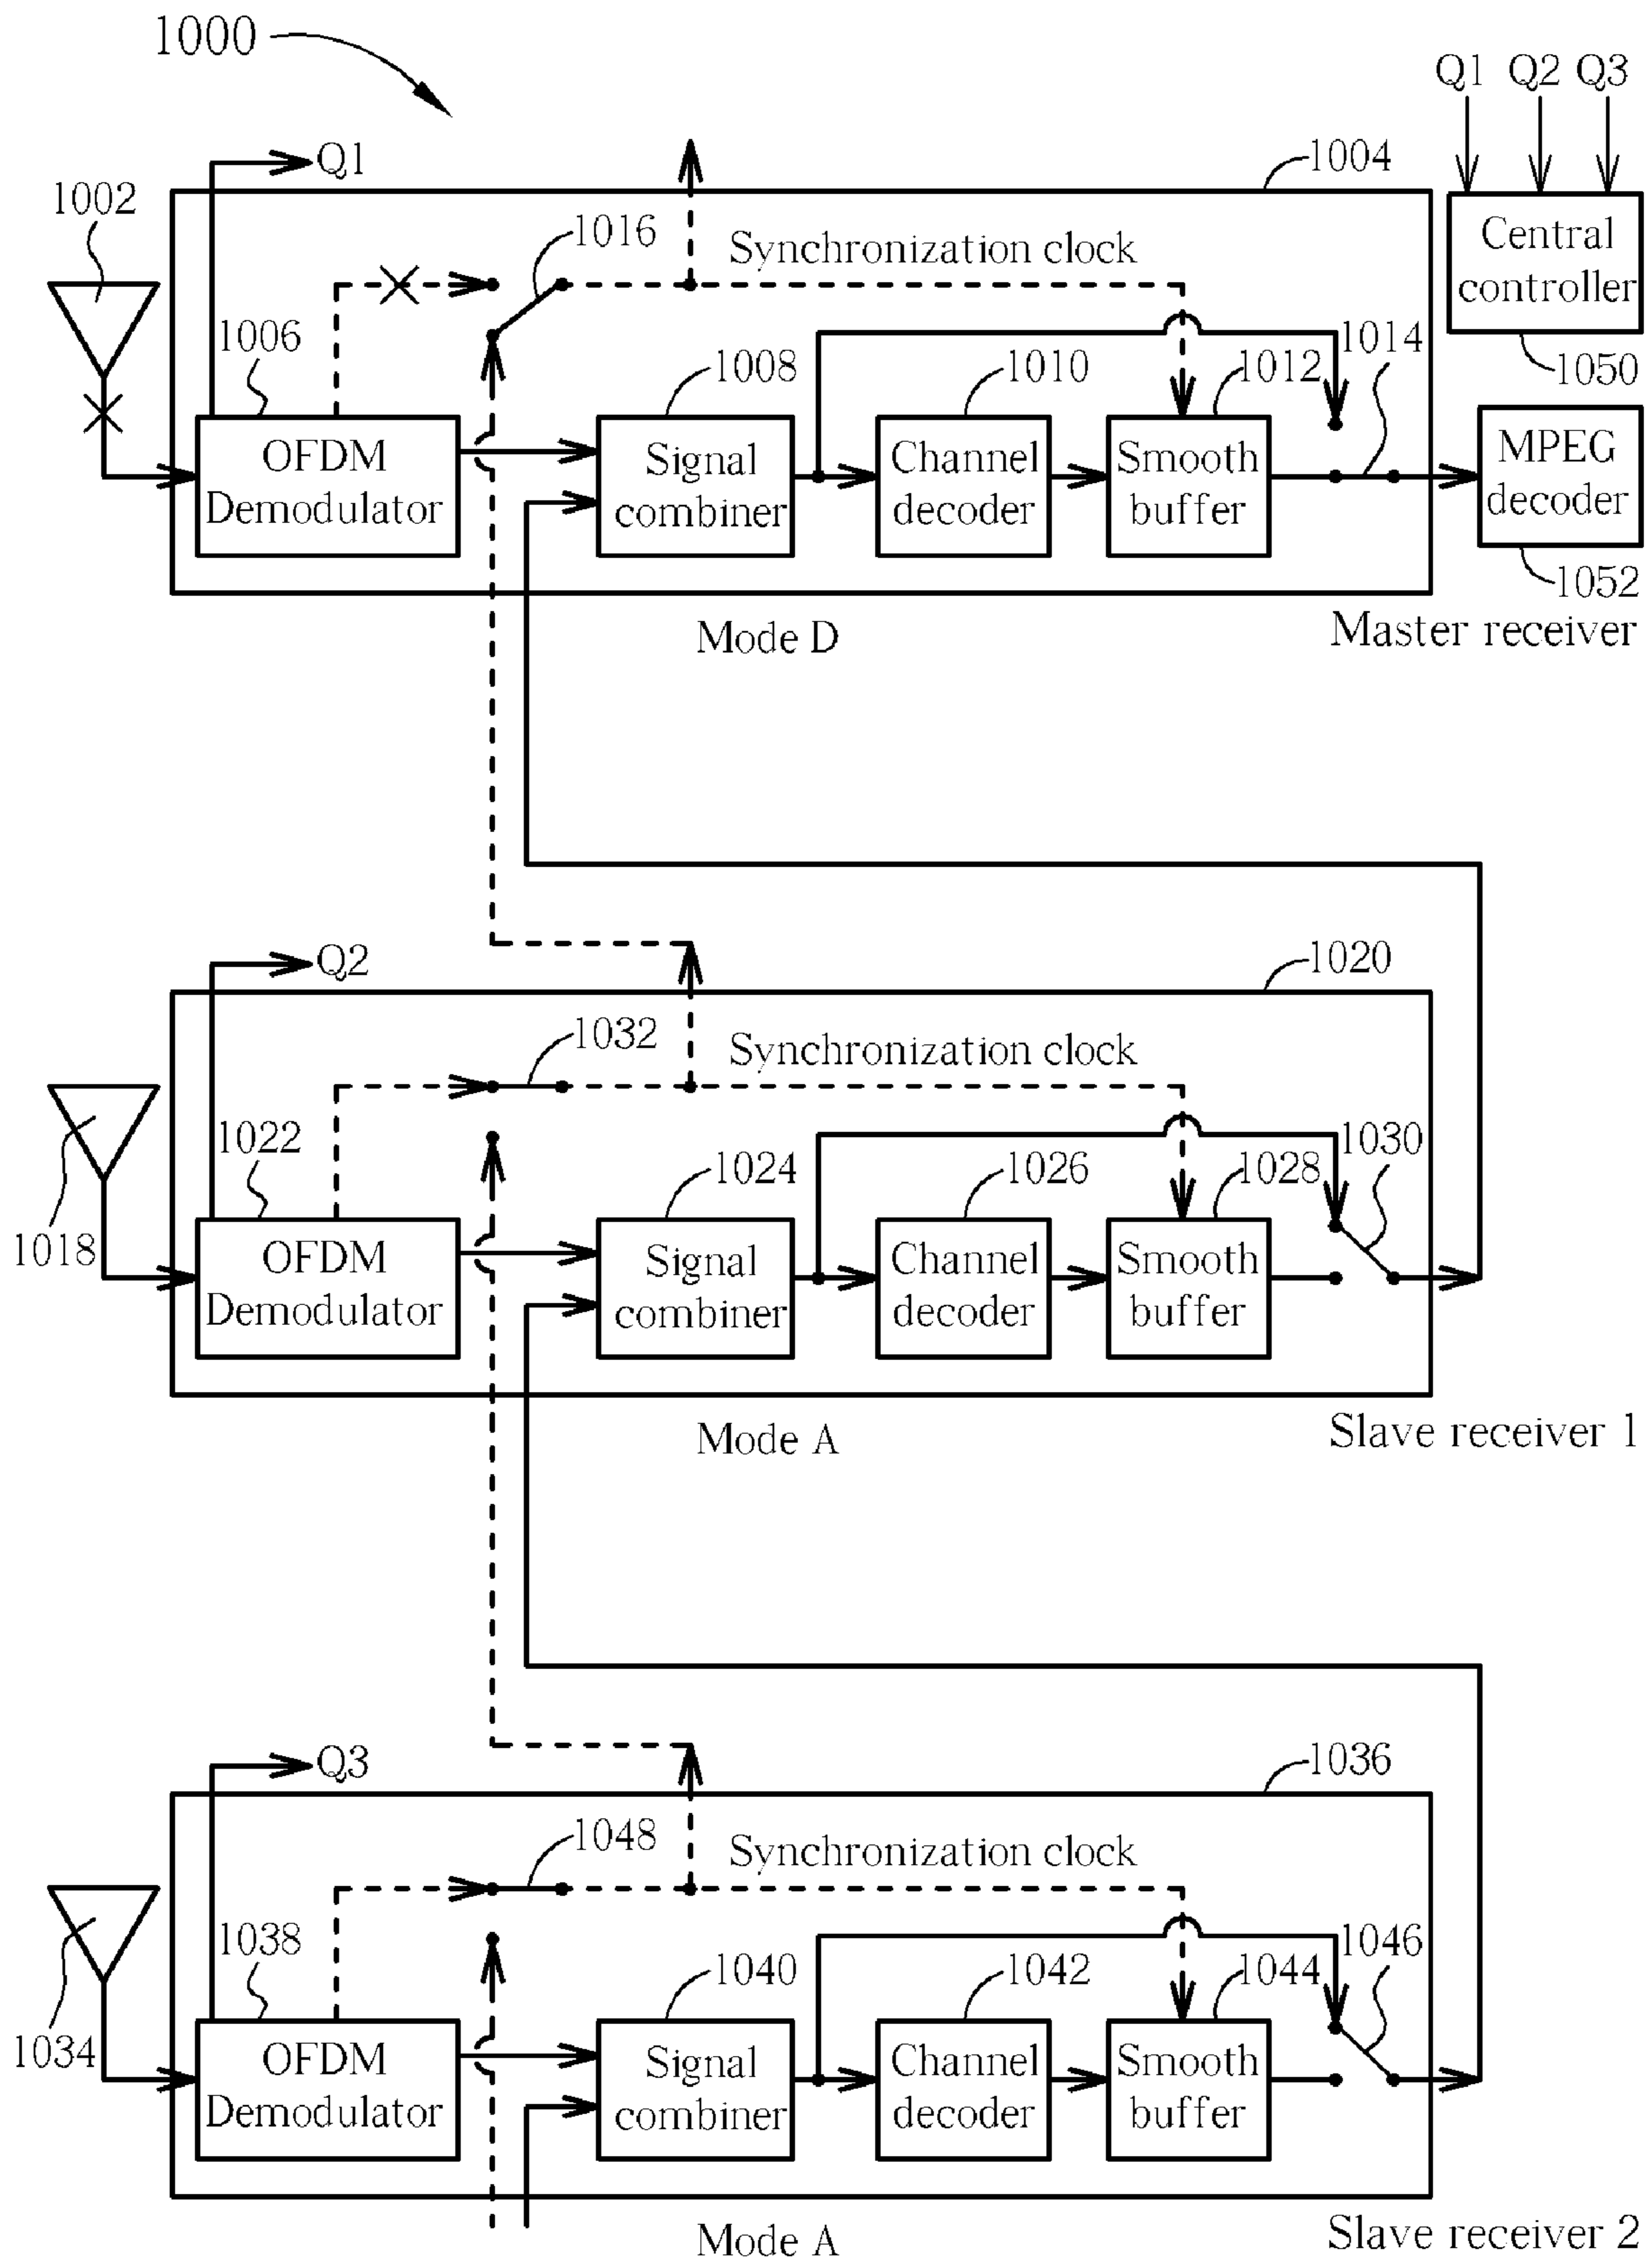 1000
Q1 Q2 Q3
Q1
1004
1002
1016
Synchronization clock
Central
controller
1050
1006
1008
1010
1012
1014
OFDM
Demodulator
Signal
combiner
Channel
decoder
Smooth
buffer
MPEG
decoder
1052
Mode D
Master receiver
Q2
1020
1032
Synchronization clock
1018
1022
1024
1026
1028
1030
OFDM
Demodulator
Signal
combiner
Channel
decoder
Smooth
buffer
Mode A
Slave receiver 1
Q3
1036
1048
Synchronization clock
1034
1038
1040
1042
1044
1046
OFDM
Demodulator
Signal
combiner
Channel
decoder
Smooth
buffer
Mode A
Slave receiver 2